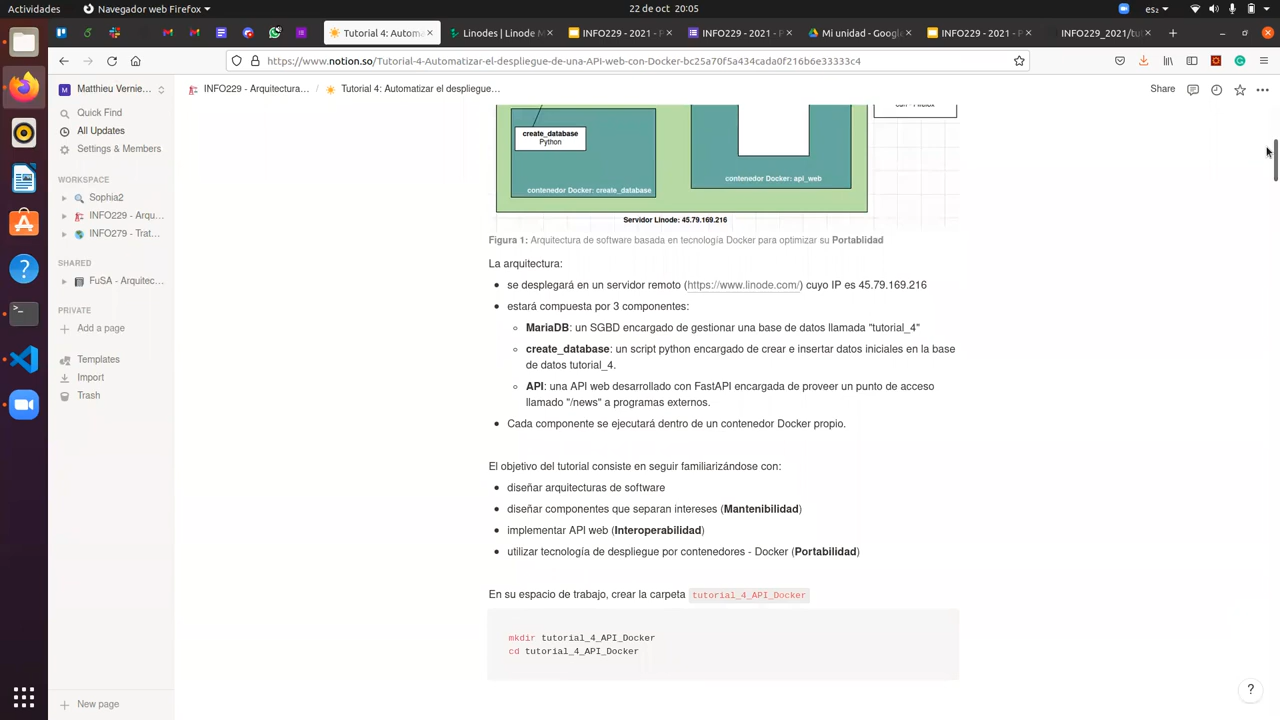 Actividades
Navegador web Firefox
22 de oct 20:05
es₂
Tutorial 4: Automa
Linodes | Linode M
INFO229 - 2021 - P
INFO229 - 2021 - P
Mi unidad - Google
INFO229 - 2021 - P
INFO229_2021/tut
https://www.notion.so/Tutorial-4-Automatizar-el-despliegue-de-una-API-web-con-Docker-bc25a70f5a434cada0f216b6e33333c4
Matthieu Vernie…
INFO229 - Arquitectura…
/
Tutorial 4: Automatizar el despliegue…
Share
Quick Find
All Updates
Settings & Members
WORKSPACE
Sophia2
INFO229 - Arqu…
INFO279 - Trat…
SHARED
FuSA - Arquitec…
PRIVATE
Add a page
Templates
Import
Trash
New page
create_database
Python
contenedor Docker: create_database
contenedor Docker: api_web
Servidor Linode: 45.79.169.216
Figura 1: Arquitectura de software basada en tecnología Docker para optimizar su Portablidad
La arquitectura:
• se desplegará en un servidor remoto (https://www.linode.com/) cuyo IP es 45.79.169.216
• estará compuesta por 3 componentes:
◦ MariaDB: un SGBD encargado de gestionar una base de datos llamada "tutorial_4"
◦ create_database: un script python encargado de crear e insertar datos iniciales en la base
de datos tutorial_4.
◦ API: una API web desarrollado con FastAPI encargada de proveer un punto de acceso
llamado "/news" a programas externos.
• Cada componente se ejecutará dentro de un contenedor Docker propio.
El objetivo del tutorial consiste en seguir familiarizándose con:
• diseñar arquitecturas de software
• diseñar componentes que separan intereses (Mantenibilidad)
• implementar API web (Interoperabilidad)
• utilizar tecnología de despliegue por contenedores - Docker (Portabilidad)
En su espacio de trabajo, crear la carpeta tutorial_4_API_Docker
mkdir tutorial_4_API_Docker
cd tutorial_4_API_Docker
?